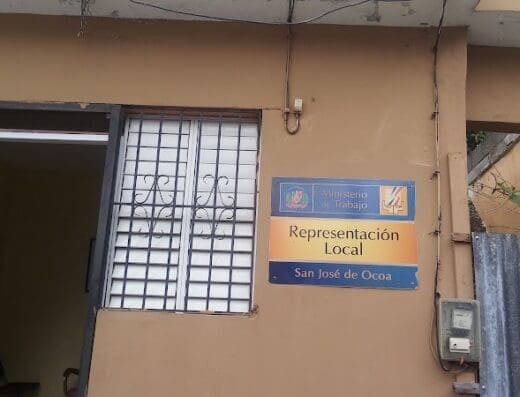 Ministerio
de Trabajo
Representación
Local
San José de Ocoa